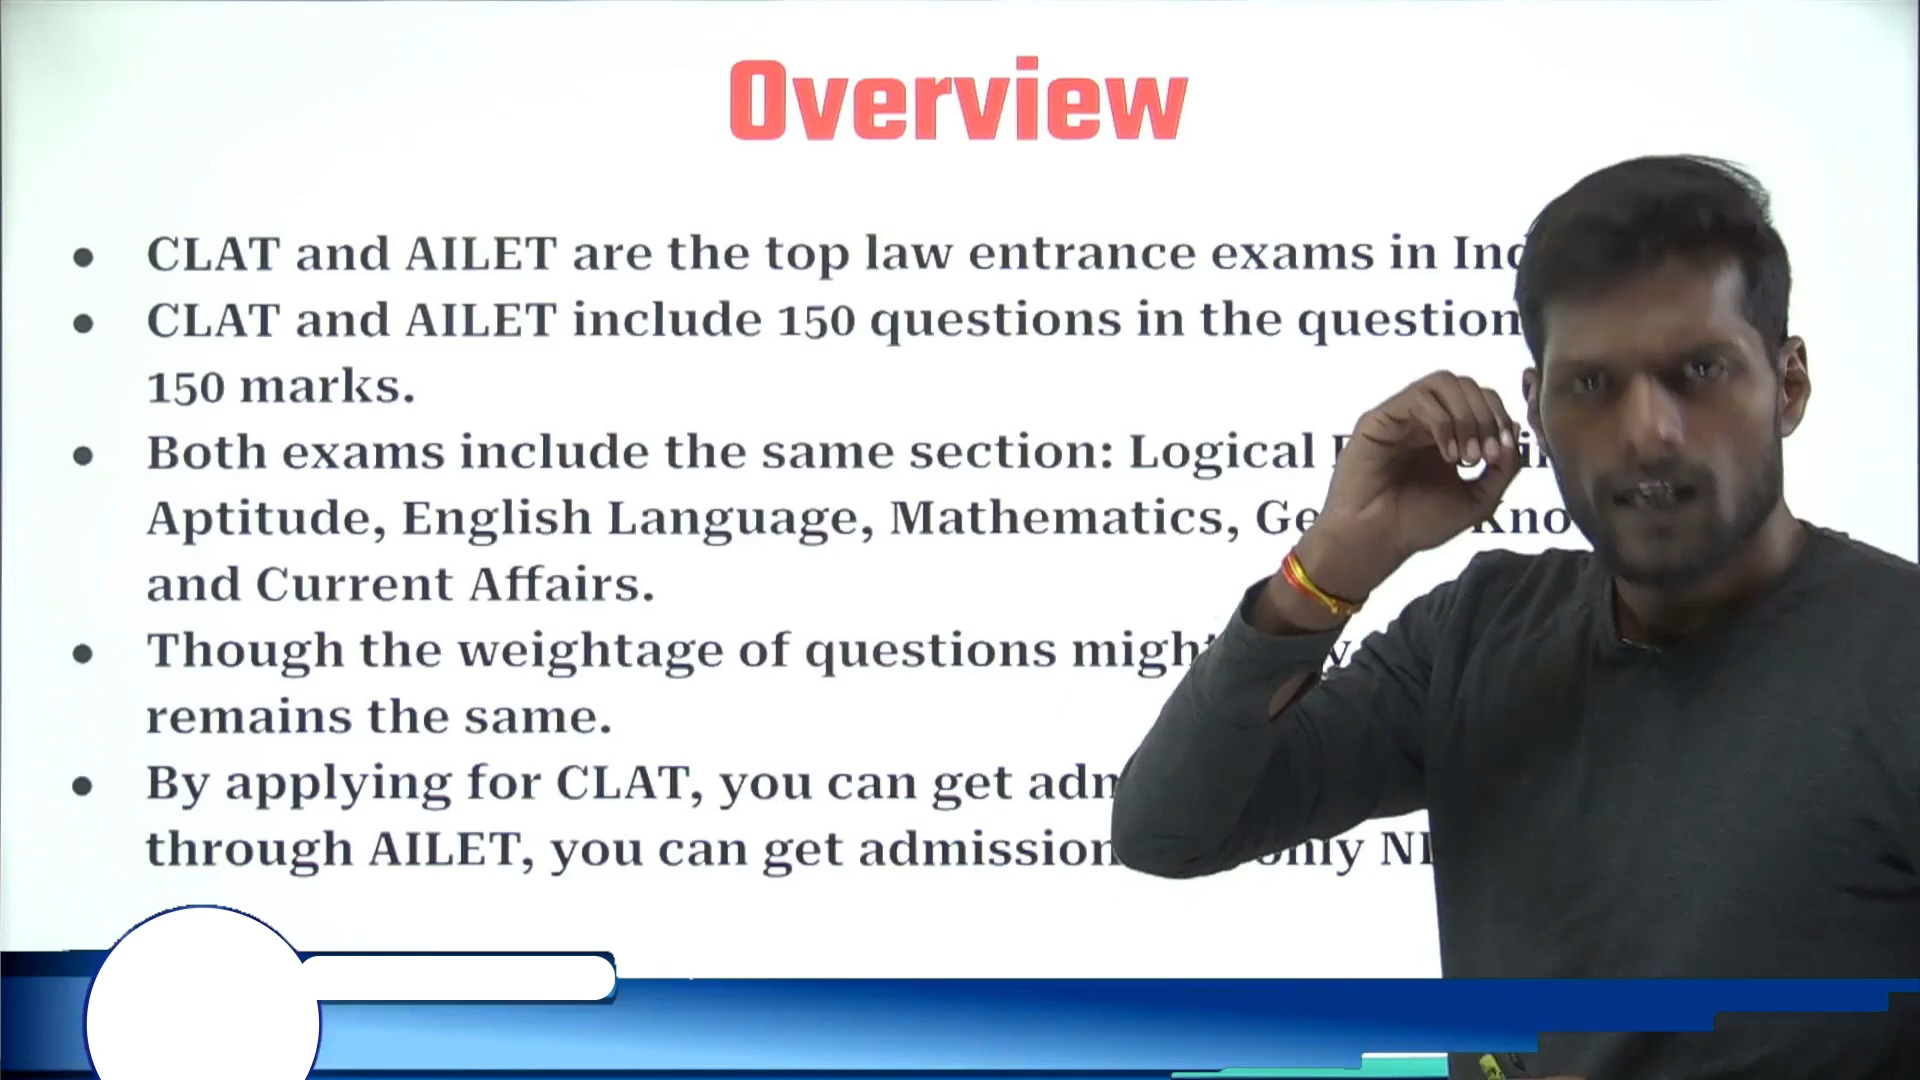 Overview
• CLAT and AILET are the top law entrance exams in
• CLAT and AILET include 150 questions in the question
150 marks.
• Both exams include the same section: Logical
Aptitude, English Language, Mathematics,
and Current Affairs.
• Though the weightage of questions
remains the same.
• By applying for CLAT, you can get
through AILET, you can get admission only